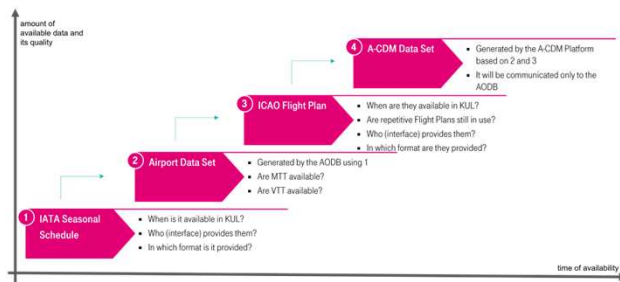 amount of
available data and
its quality
4 A-CDM Data Set
▪ Generated by the A-CDM Platform
based on 2 and 3
▪ It will be communicated only to the
AODB
3 ICAO Flight Plan
▪ When are they available in KUL?
▪ Are repetitive Flight Plans still in use?
▪ Who (interface) provides them?
▪ In which format are they provided?
2 Airport Data Set
▪ Generated by the AODB using 1
▪ Are MTT available?
▪ Are VTT available?
1 IATA Seasonal
Schedule
▪ When is it available in KUL?
▪ Who (interface) provides them?
▪ In which format is it provided?
time of availability